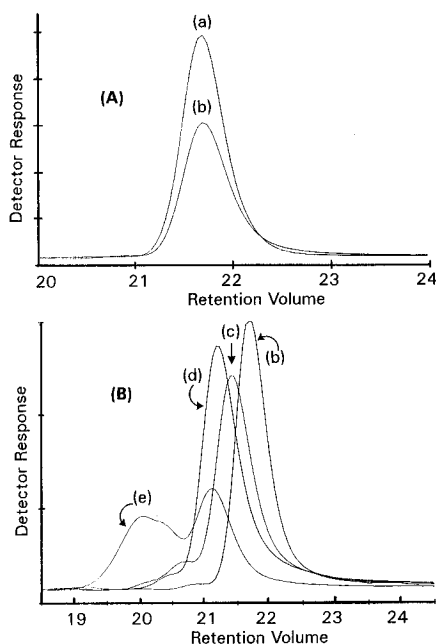 (a)
(A)
(b)
Detector Response
20 21 22 23 24
Retention Volume
(c)
(b)
(d)
(B)
(e)
Detector Response
19 20 21 22 23 24
Retention Volume